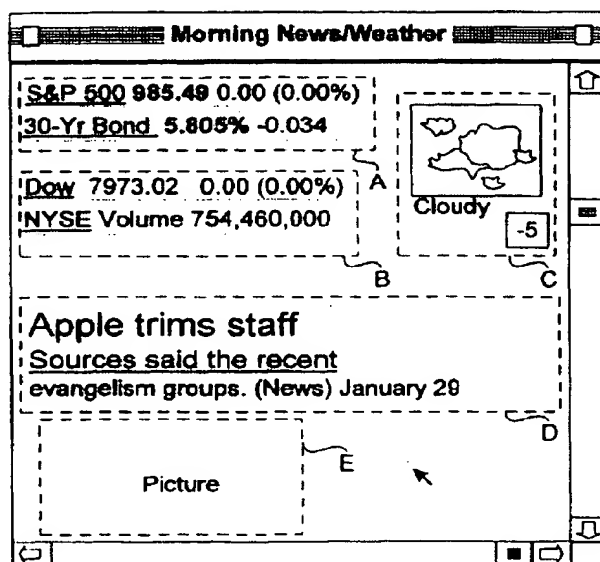 Morning News/Weather
S&P 500 985.49 0.00 (0.00%)
30-Yr Bond 5.805% -0.034
A
Dow 7973.02 0.00 (0.00%)
NYSE Volume 754,460,000
B
Cloudy
-5
C
Apple trims staff
Sources said the recent
evangelism groups. (News) January 29
D
E
Picture